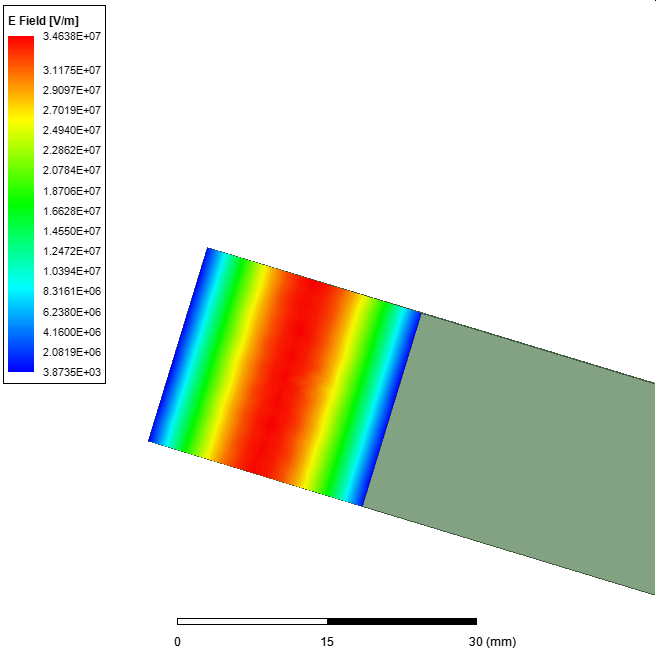 E Field [V/m]
3.4638E+07
3.1175E+07
2.9097E+07
2.7019E+07
2.4940E+07
2.2862E+07
2.0784E+07
1.8706E+07
1.6628E+07
1.4550E+07
1.2472E+07
1.0394E+07
8.3161E+06
6.2380E+06
4.1600E+06
2.0819E+06
3.8735E+03
0 15 30 (mm)